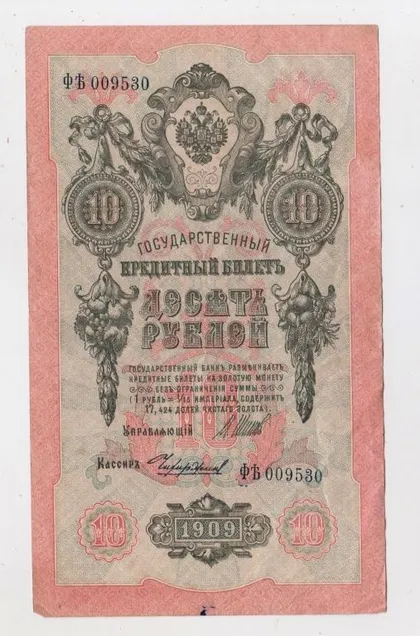 ФѢ 009530
10 10
ГОСУДАРСТВЕННЫЙ
КРЕДИТНЫЙ БИЛЕТЪ
ДЕСЯТЬ
РУБЛЕЙ
ГОСУДАРСТВЕННЫЙ БАНКЪ РАЗМѢНИВАЕТЪ
КРЕДИТНЫЕ БИЛЕТЫ НА ЗОЛОТУЮ МОНЕТУ
БЕЗЪ ОГРАНИЧЕНІЯ СУММЫ
(1 РУБЛЬ = 1/15 ИМПЕРІАЛА, СОДЕРЖИТЪ
17,424 ДОЛЕЙ ЧИСТАГО ЗОЛОТА).
10
Управляющій
Кассиръ
ФѢ 009530
10 1909 10